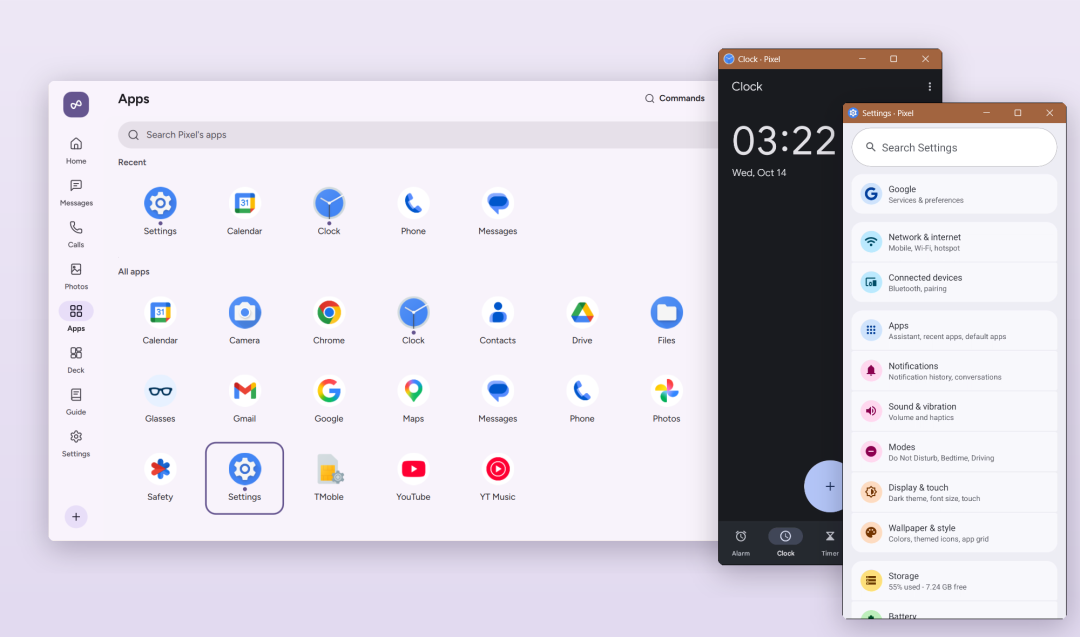 Apps
Commands
Search Pixel's apps
Home
Messages
Calls
Photos
Apps
Deck
Guide
Settings
Recent
Settings
Calendar
Clock
Phone
Messages
All apps
Calendar
Camera
Chrome
Clock
Contacts
Drive
Files
Glasses
Gmail
Google
Maps
Messages
Phone
Photos
Safety
Settings
TMoble
YouTube
YT Music
31
31
Clock - Pixel
Clock
03:22
Wed, Oct 14
Alarm
Clock
Timer
Settings - Pixel
Search Settings
Google
Services & preferences
Network & internet
Mobile, Wi-Fi, hotspot
Connected devices
Bluetooth, pairing
Apps
Assistant, recent apps, default apps
Notifications
Notification history, conversations
Sound & vibration
Volume and haptics
Modes
Do Not Disturb, Bedtime, Driving
Display & touch
Dark theme, font size, touch
Wallpaper & style
Colors, themed icons, app grid
Storage
55% used - 7.24 GB free
Battery